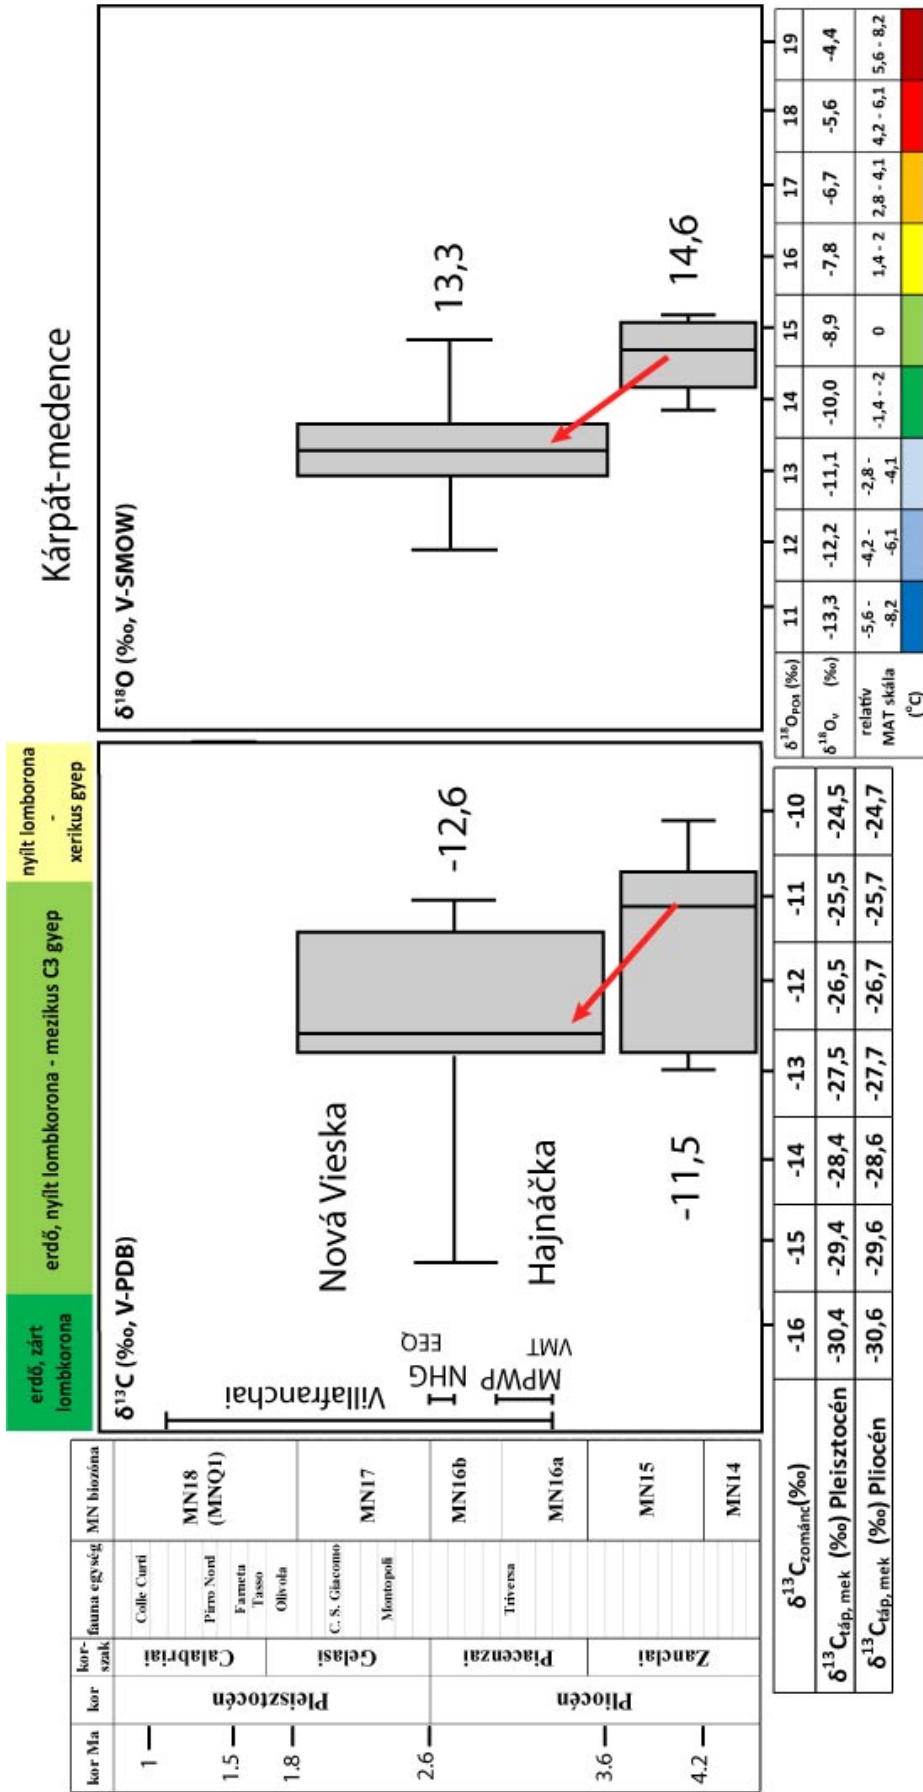 Kárpát-medence
erdő, zárt
lombkorona
erdő, nyílt lombkorona - mezikus C3 gyep
nyílt lomborona
-
xerikus gyep
kor Ma
kor
kor-
szak
fauna egység
MN biozóna
δ¹³C (‰, V-PDB)
δ¹⁸O (‰, V-SMOW)
1
1.5
1.8
2.6
3.6
4.2
Pleisztocén
Pliocén
Calabriai
Gelasi
Piacenzai
Zanclai
Colle Curti
Pirro Nord
Farneta
Tasso
Olivola
C. S. Giacomo
Montopoli
Triversa
MN18
(MNQ1)
MN17
MN16b
MN16a
MN15
MN14
Villafranchai
NHG
EEQ
MPWP
VMT
Nová Vieska
Hajnáčka
-12,6
-11,5
13,3
14,6
δ¹³Czománc(‰) -16 -15 -14 -13 -12 -11 -10
δ¹³Ctáp, mek (‰) Pleisztocén -30,4 -29,4 -28,4 -27,5 -26,5 -25,5 -24,5
δ¹³Ctáp, mek (‰) Pliocén -30,6 -29,6 -28,6 -27,7 -26,7 -25,7 -24,7
δ¹⁸OPO4 (‰) 11 12 13 14 15 16 17 18 19
δ¹⁸Ov (‰) -13,3 -12,2 -11,1 -10,0 -8,9 -7,8 -6,7 -5,6 -4,4
relatív -5,6 - -4,2 - -2,8 - -1,4 - -2 0 1,4 - 2 2,8 - 4,1 4,2 - 6,1 5,6 - 8,2
MAT skála -8,2 -6,1 -4,1
(°C)